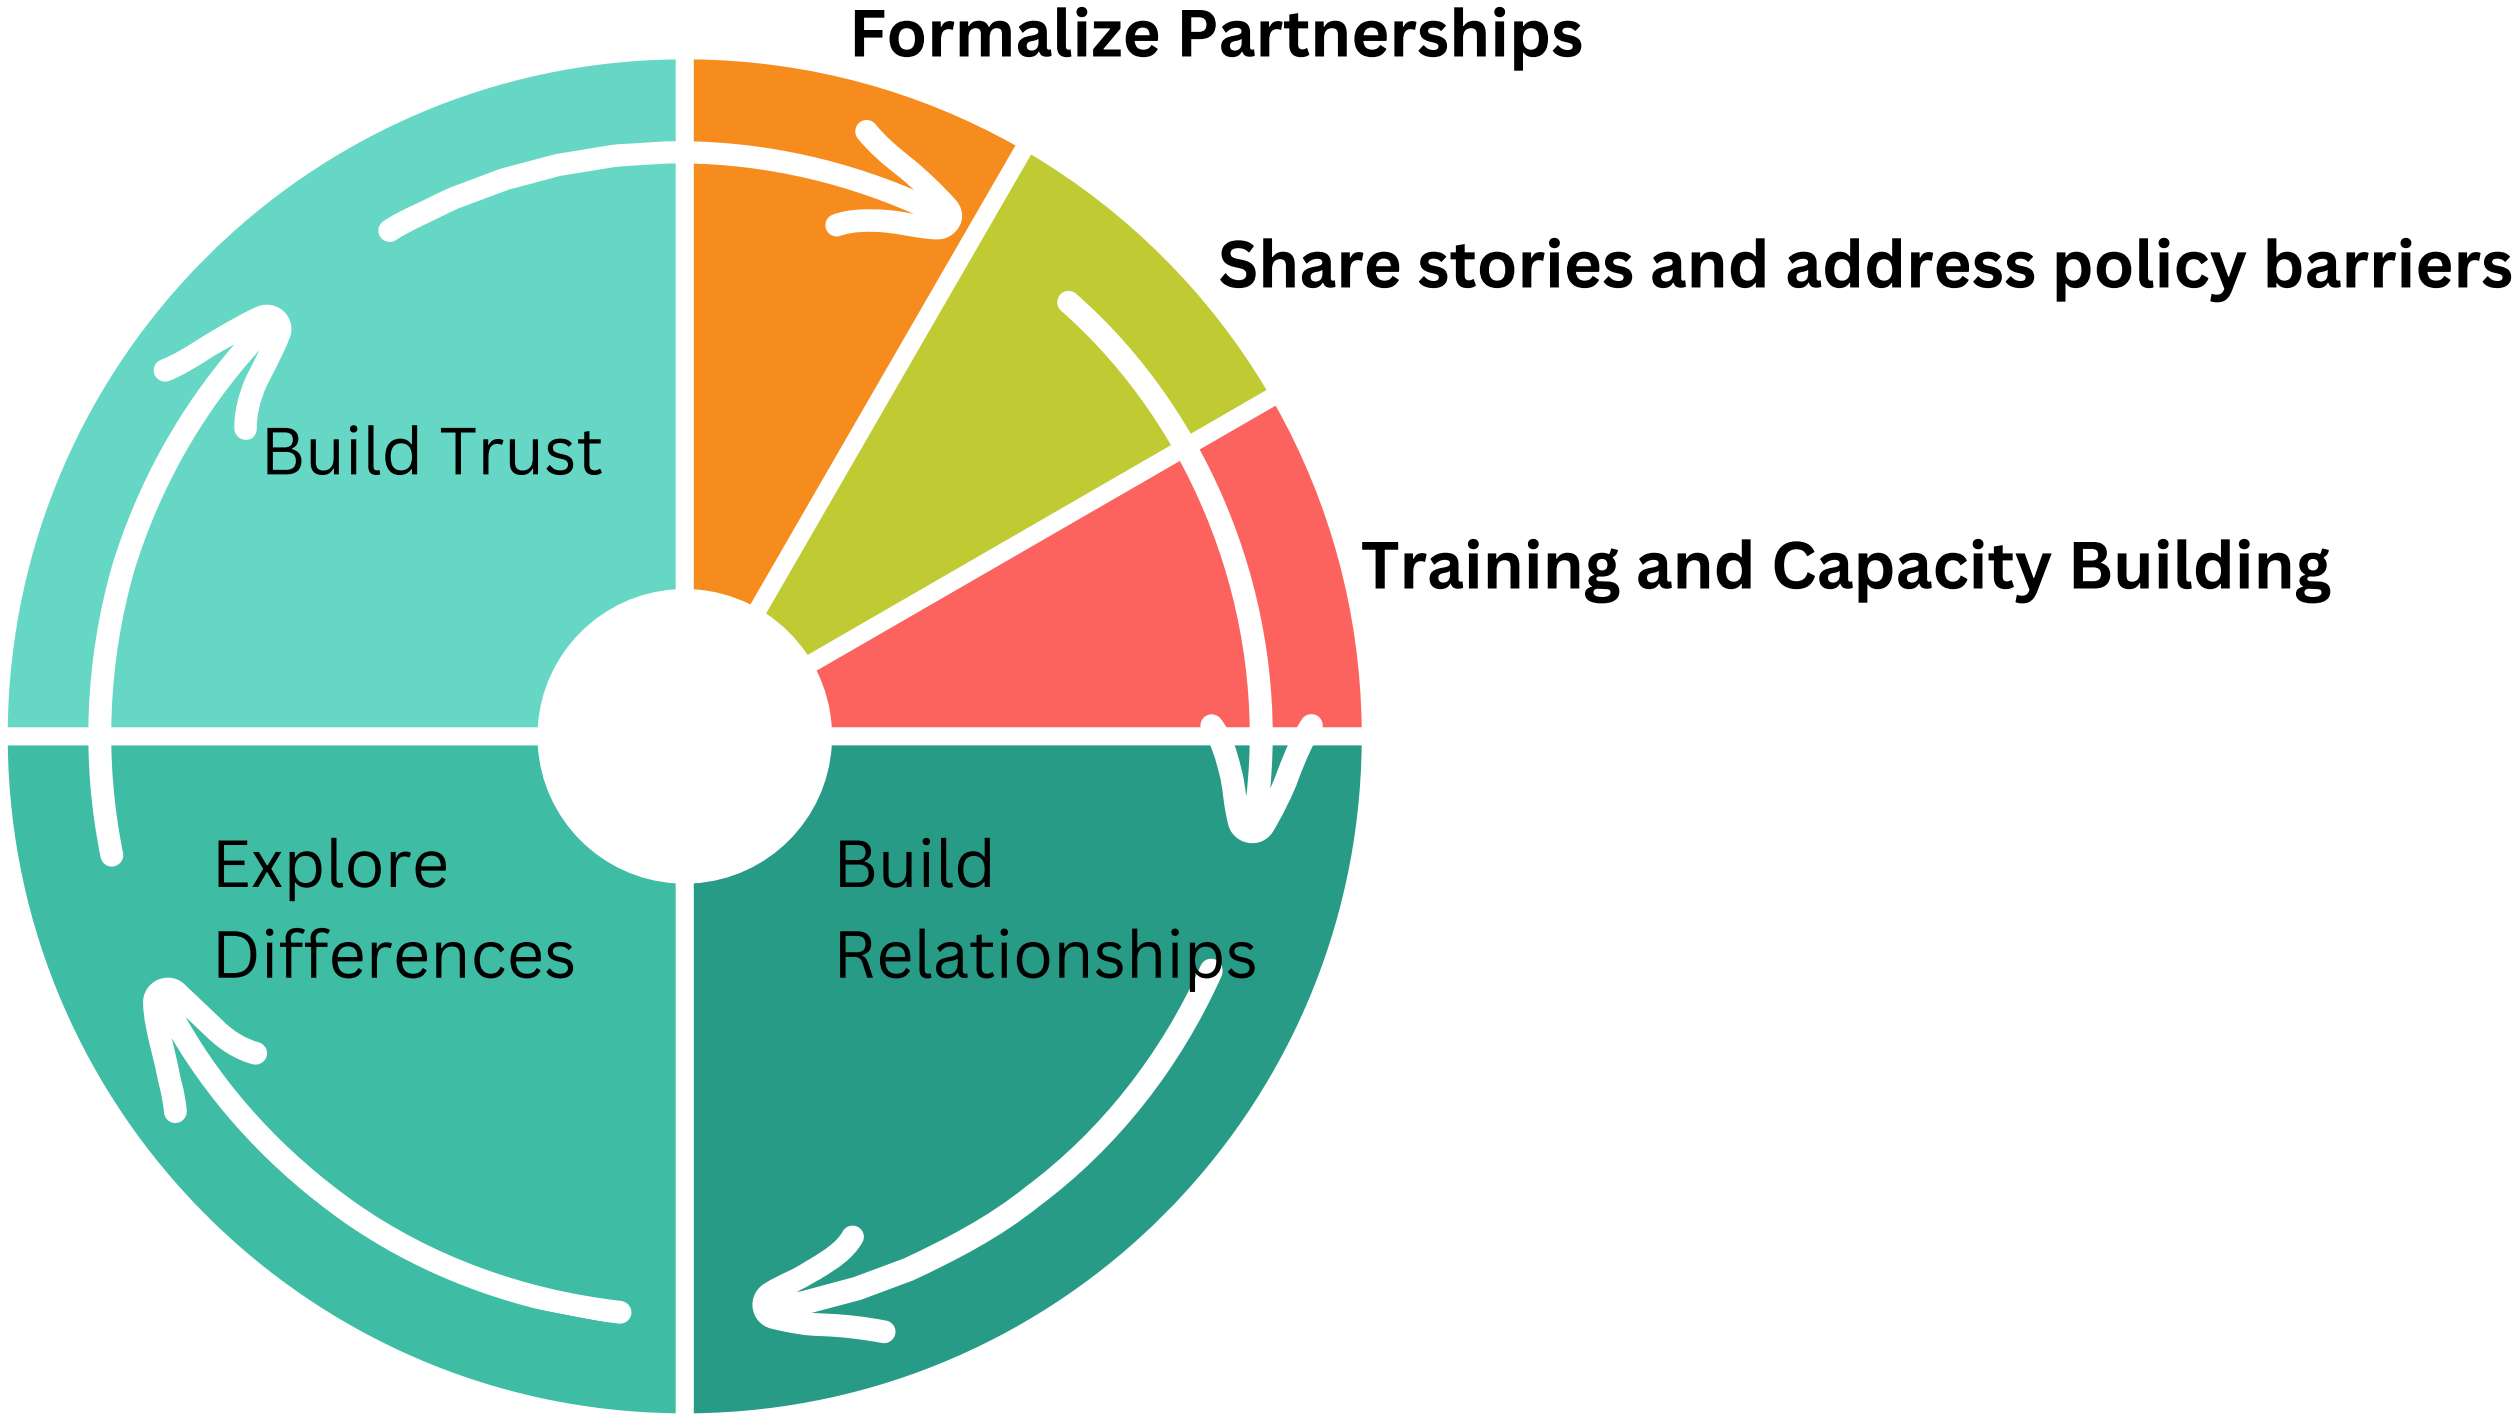 Formalize Partnerships
Share stories and address policy barriers
Build Trust
Training and Capacity Building
Explore
Differences
Build
Relationships